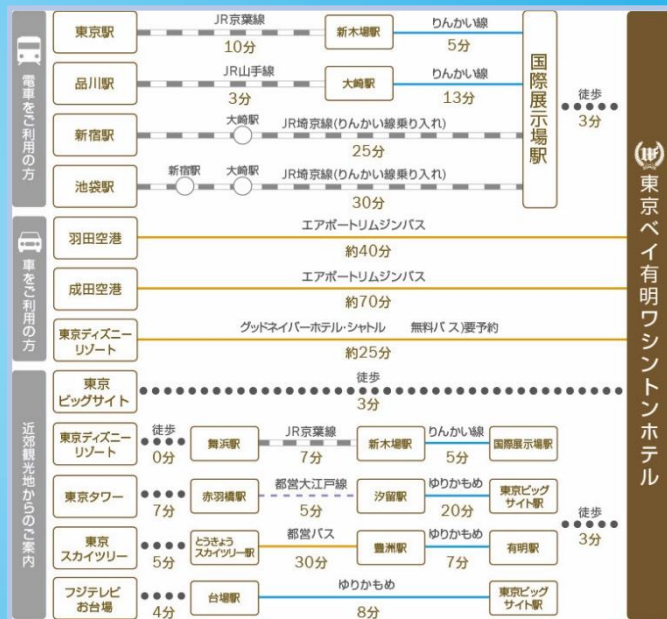 電車をご利用の方
東京駅
JR京葉線
10分
新木場駅
りんかい線
5分
品川駅
JR山手線
3分
大崎駅
りんかい線
13分
新宿駅
大崎駅
JR埼京線(りんかい線乗り入れ)
25分
池袋駅
新宿駅
大崎駅
JR埼京線(りんかい線乗り入れ)
30分
国際展示場駅
徒歩
3分
車をご利用の方
羽田空港
エアポートリムジンバス
約40分
成田空港
エアポートリムジンバス
約70分
東京ディズニー
リゾート
グッドネイバーホテル・シャトル 無料バス)要予約
約25分
近郊観光地からのご案内
東京
ビッグサイト
徒歩
3分
東京ディズニー
リゾート
徒歩
0分
舞浜駅
JR京葉線
7分
新木場駅
りんかい線
5分
国際展示場駅
東京タワー
7分
赤羽橋駅
都営大江戸線
5分
汐留駅
ゆりかもめ
20分
東京ビッグ
サイト駅
東京
スカイツリー
5分
とうきょう
スカイツリー駅
都営バス
30分
豊洲駅
ゆりかもめ
7分
有明駅
フジテレビ
お台場
4分
台場駅
ゆりかもめ
8分
東京ビッグ
サイト駅
徒歩
3分
東京ベイ有明ワシントンホテル